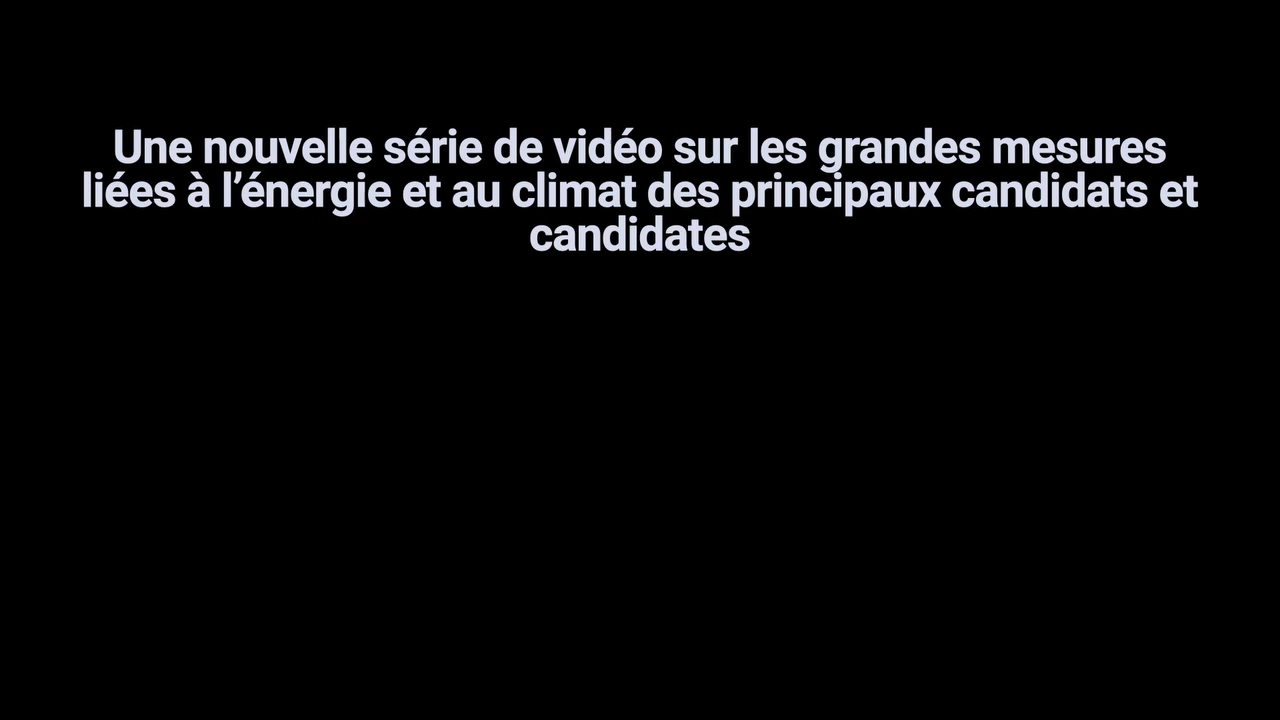 Une nouvelle série de vidéo sur les grandes mesures
liées à l’énergie et au climat des principaux candidats et
candidates